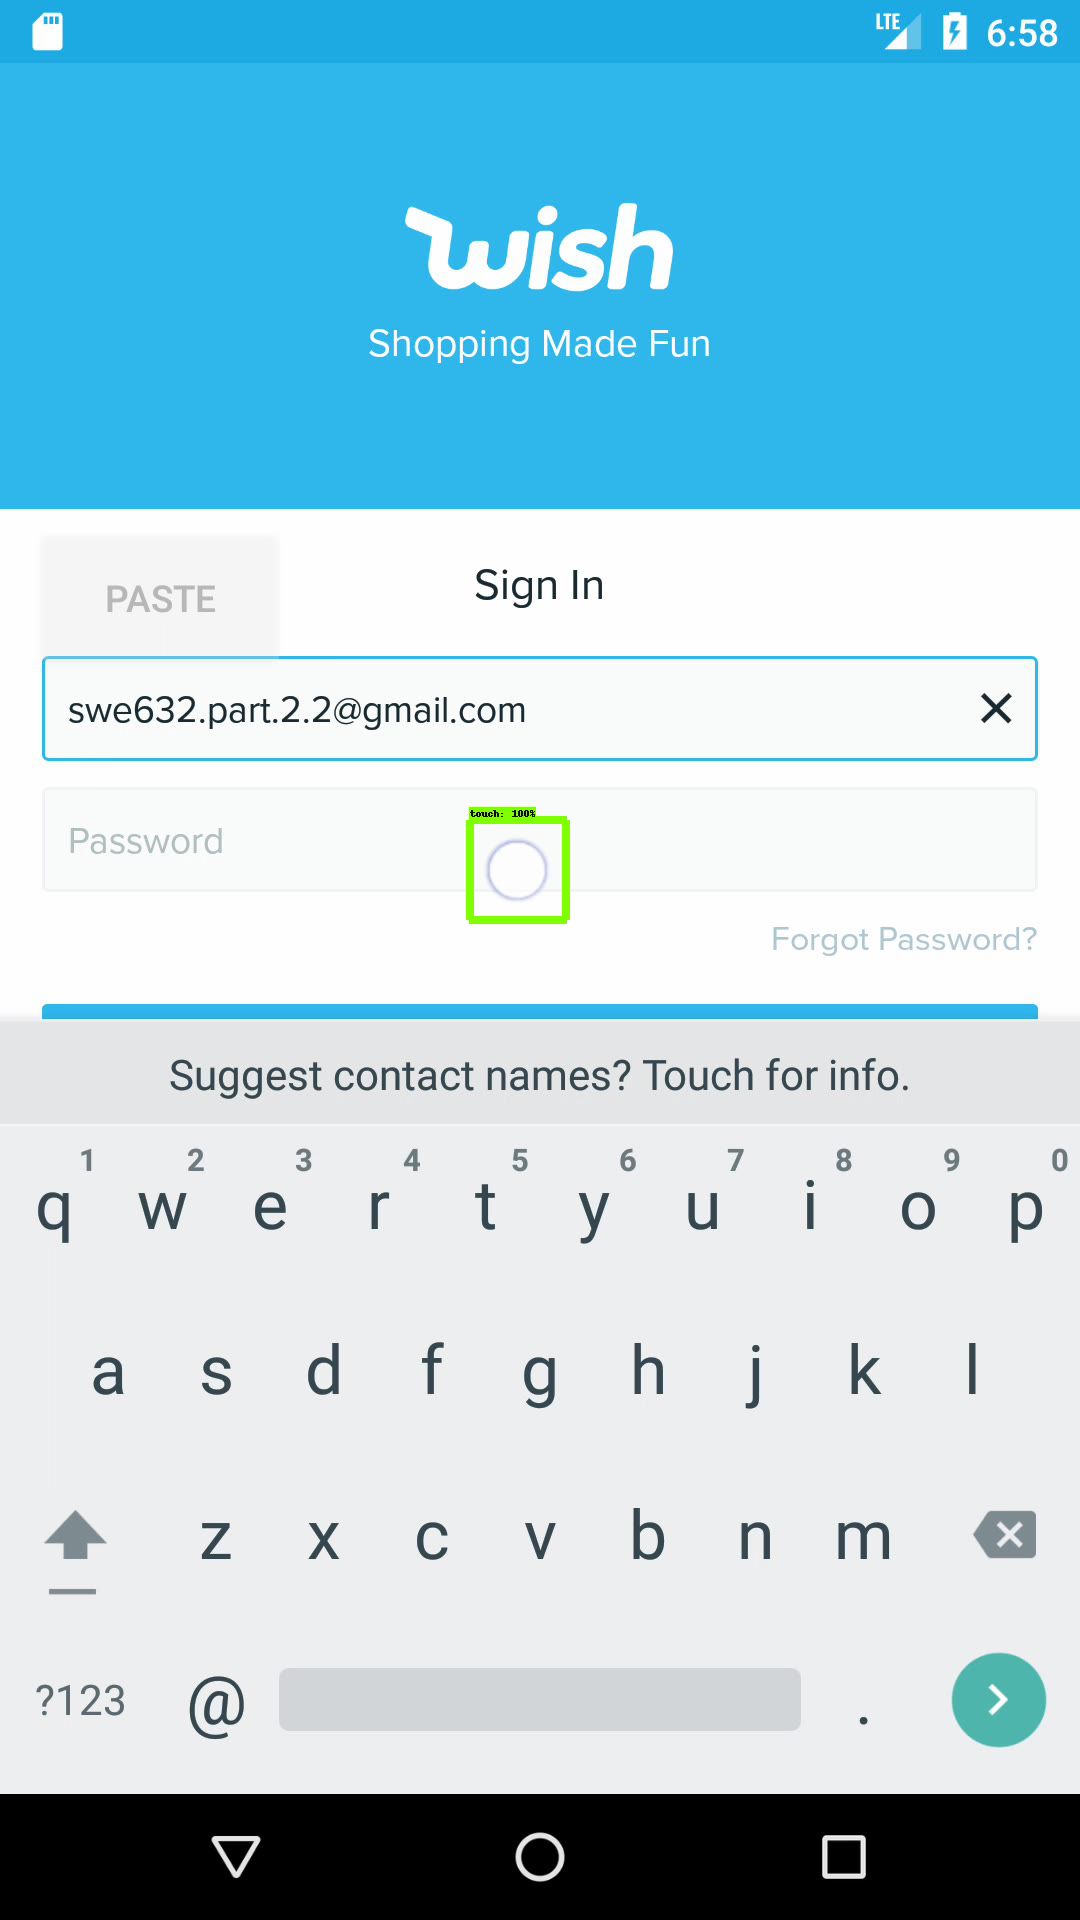 LTE 6:58
wish
Shopping Made Fun
PASTE
Sign In
swe632.part.2.2@gmail.com
touch: 100%
Password
Forgot Password?
Suggest contact names? Touch for info.
1 2 3 4 5 6 7 8 9 0
q w e r t y u i o p
a s d f g h j k l
z x c v b n m
?123 @ .